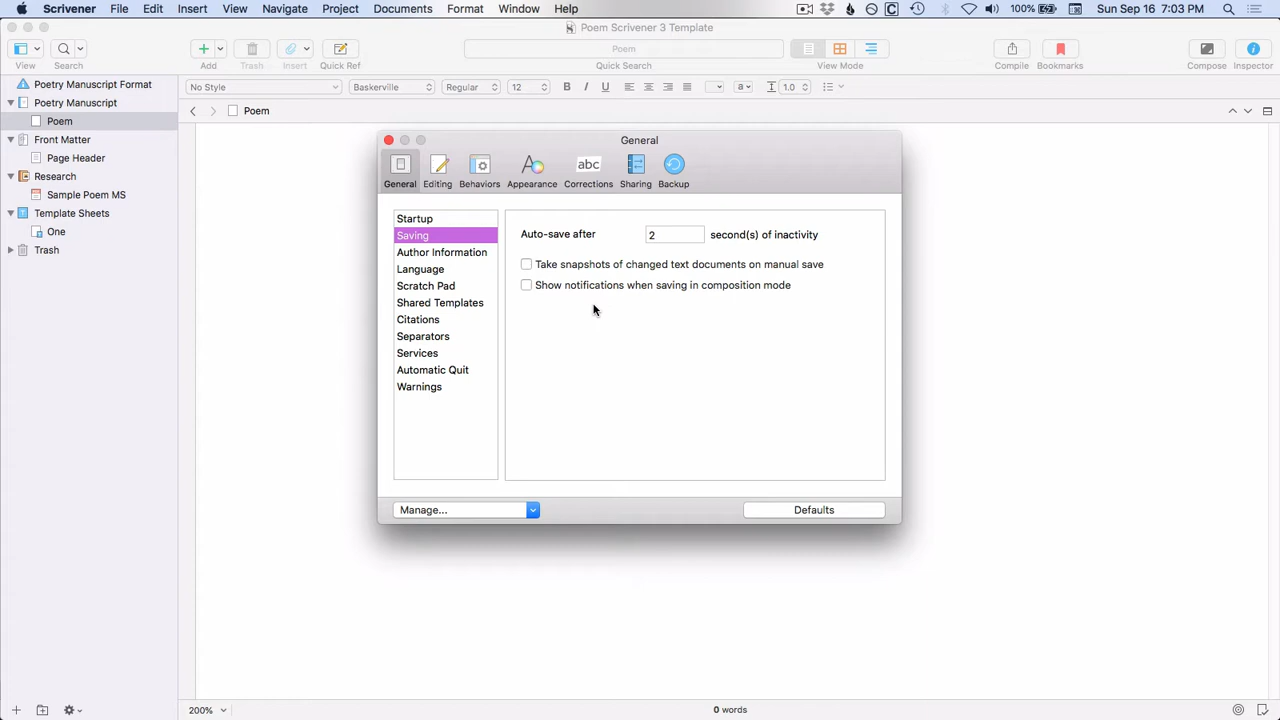 Scrivener File Edit Insert View Navigate Project Documents Format Window Help 100% Sun Sep 16 7:03 PM
Poem Scrivener 3 Template
Poem
View Search Add Trash Insert Quick Ref Quick Search View Mode Compile Bookmarks Compose Inspector
No Style Baskerville Regular 12 B I U a 1.0
Poem
Poetry Manuscript Format
Poetry Manuscript
Poem
Front Matter
Page Header
Research
Sample Poem MS
Template Sheets
One
Trash
General
abc
General Editing Behaviors Appearance Corrections Sharing Backup
Startup
Saving
Author Information
Language
Scratch Pad
Shared Templates
Citations
Separators
Services
Automatic Quit
Warnings
Auto-save after 2 second(s) of inactivity
Take snapshots of changed text documents on manual save
Show notifications when saving in composition mode
Manage... Defaults
200% 0 words